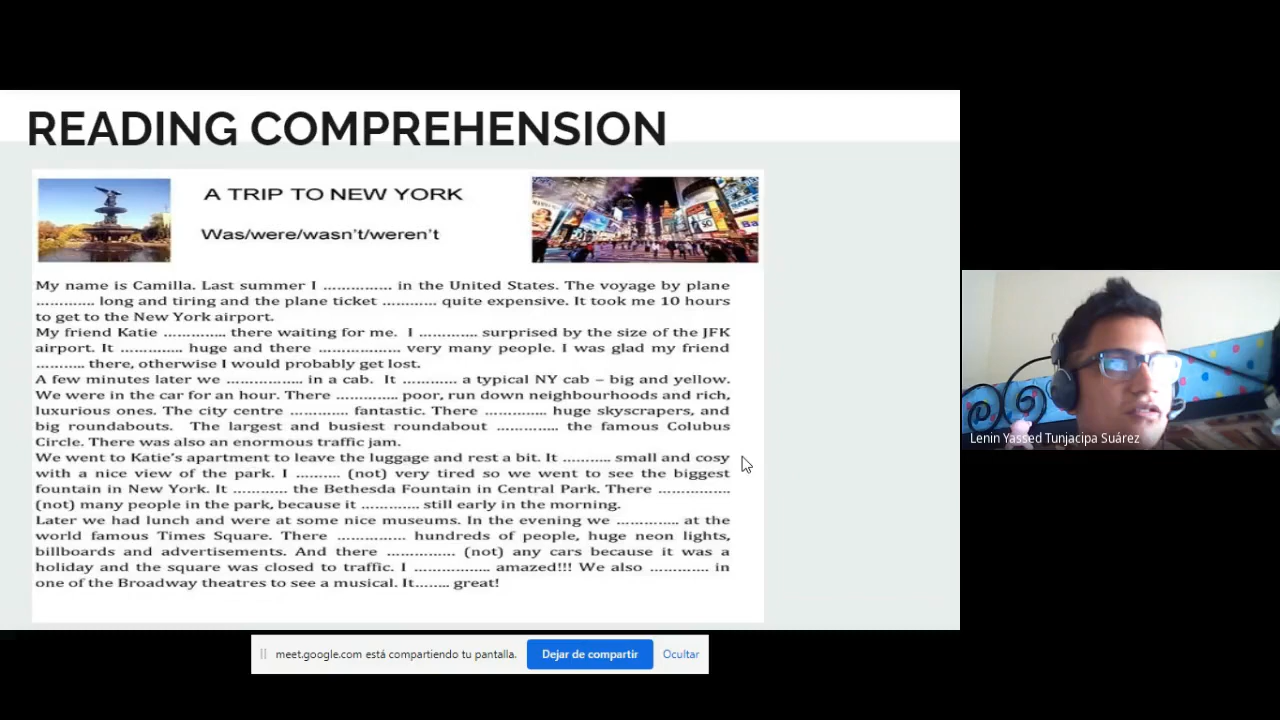 READING COMPREHENSION
A TRIP TO NEW YORK
Was/were/wasn't/weren't
My name is Camilla. Last summer I …………… in the United States. The voyage by plane
………… long and tiring and the plane ticket ………… quite expensive. It took me 10 hours
to get to the New York airport.
My friend Katie ………….. there waiting for me. I ………… surprised by the size of the JFK
airport. It ………….. huge and there ……………… very many people. I was glad my friend
……….. there, otherwise I would probably get lost.
A few minutes later we …………….. in a cab. It ………… a typical NY cab – big and yellow.
We were in the car for an hour. There ………….. poor, run down neighbourhoods and rich,
luxurious ones. The city centre ………… fantastic. There ………….. huge skyscrapers, and
big roundabouts. The largest and busiest roundabout ………….. the famous Colubus
Circle. There was also an enormous traffic jam.
We went to Katie's apartment to leave the luggage and rest a bit. It ……….. small and cosy
with a nice view of the park. I ……… (not) very tired so we went to see the biggest
fountain in New York. It ……….. the Bethesda Fountain in Central Park. There ……………..
(not) many people in the park, because it ………… still early in the morning.
Later we had lunch and were at some nice museums. In the evening we ………….. at the
world famous Times Square. There ………….. hundreds of people, huge neon lights,
billboards and advertisements. And there …………… (not) any cars because it was a
holiday and the square was closed to traffic. I …………….. amazed!!! We also ………… in
one of the Broadway theatres to see a musical. It…….. great!
Lenin Yassed Tunjacipa Suárez
meet.google.com está compartiendo tu pantalla.
Dejar de compartir
Ocultar